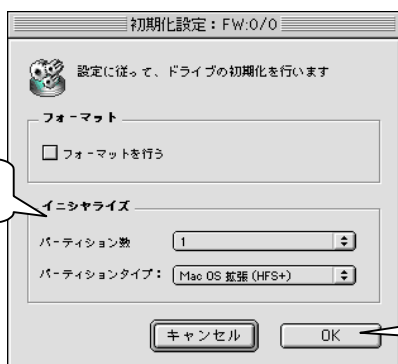 初期化設定：FW:0/0
設定に従って、ドライブの初期化を行います
フォーマット
フォーマットを行う
イニシャライズ
パーティション数 1
パーティションタイプ： Mac OS 拡張 (HFS+)
キャンセル OK